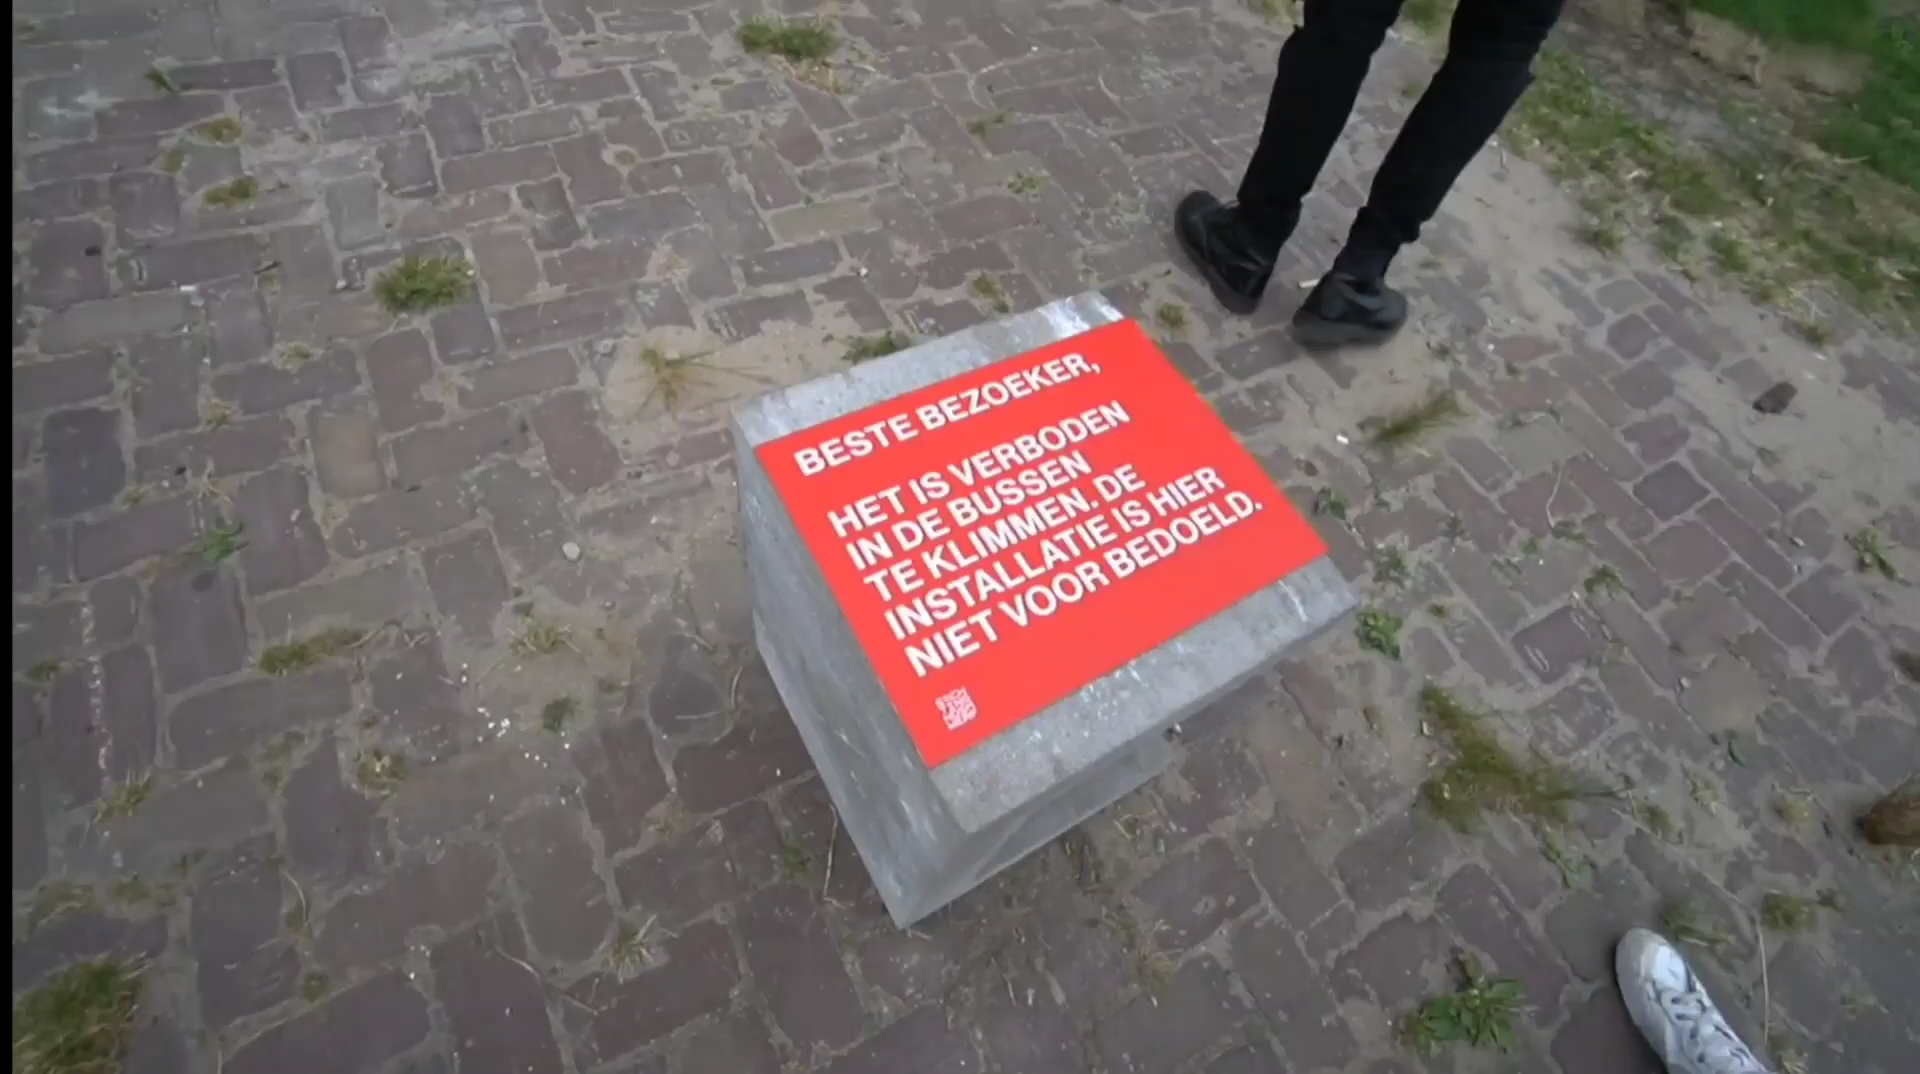 BESTE BEZOEKER,
HET IS VERBODEN
IN DE BUSSEN
TE KLIMMEN. DE
INSTALLATIE IS HIER
NIET VOOR BEDOELD.